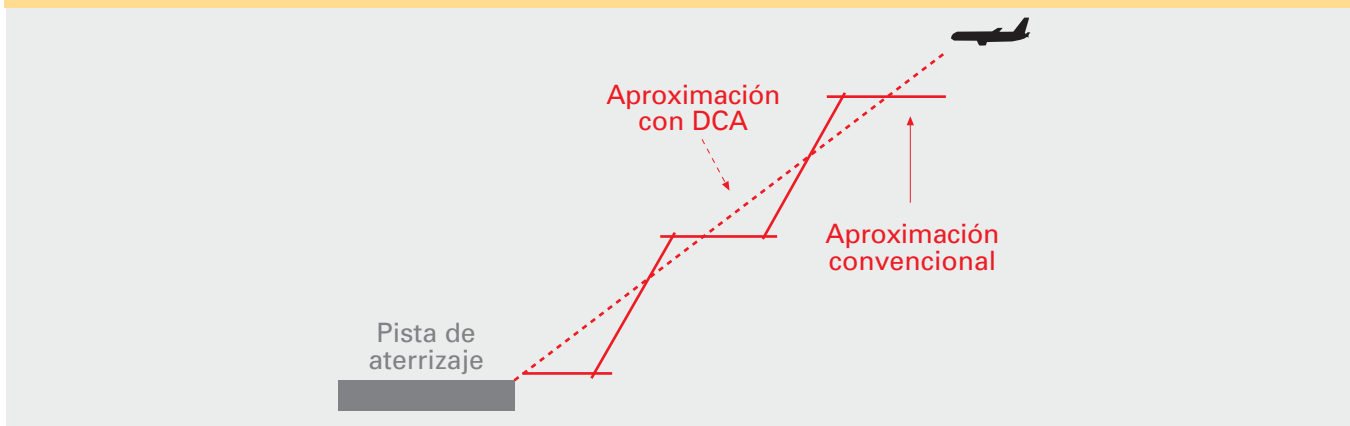 Aproximación
con DCA
Aproximación
convencional
Pista de
aterrizaje